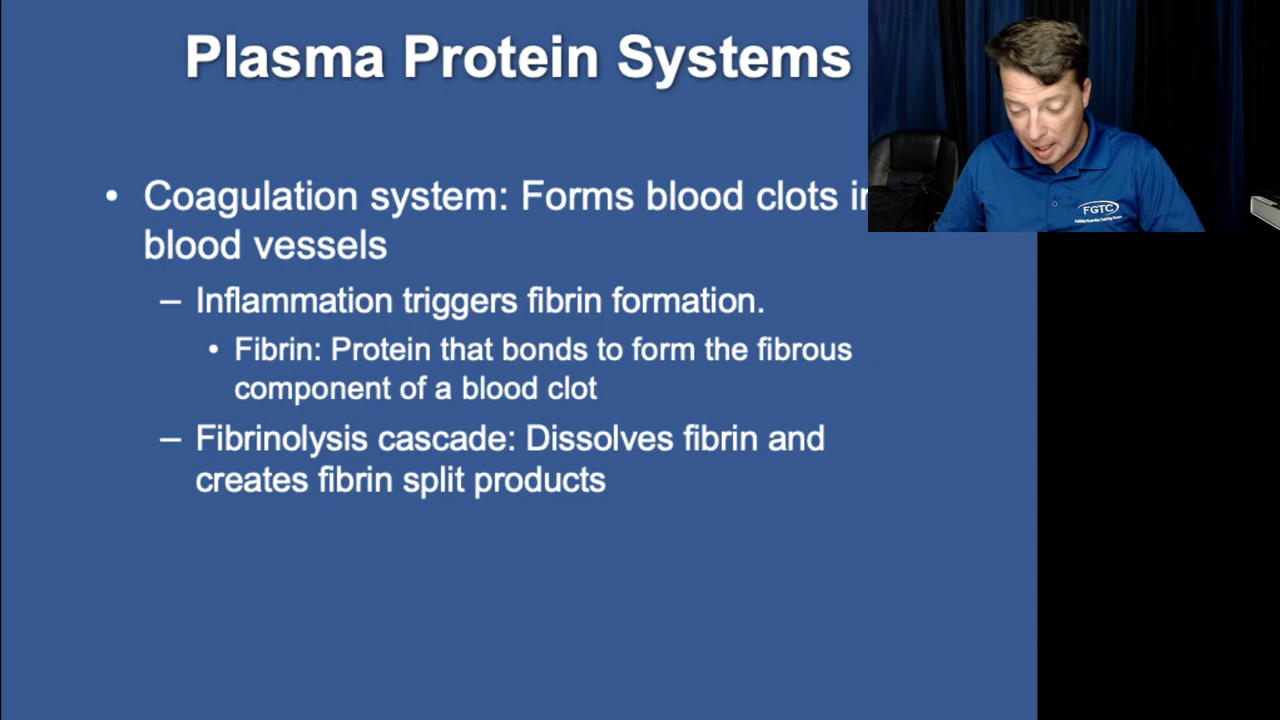 Plasma Protein Systems
• Coagulation system: Forms blood clots in
blood vessels
– Inflammation triggers fibrin formation.
• Fibrin: Protein that bonds to form the fibrous
component of a blood clot
– Fibrinolysis cascade: Dissolves fibrin and
creates fibrin split products
FGTC